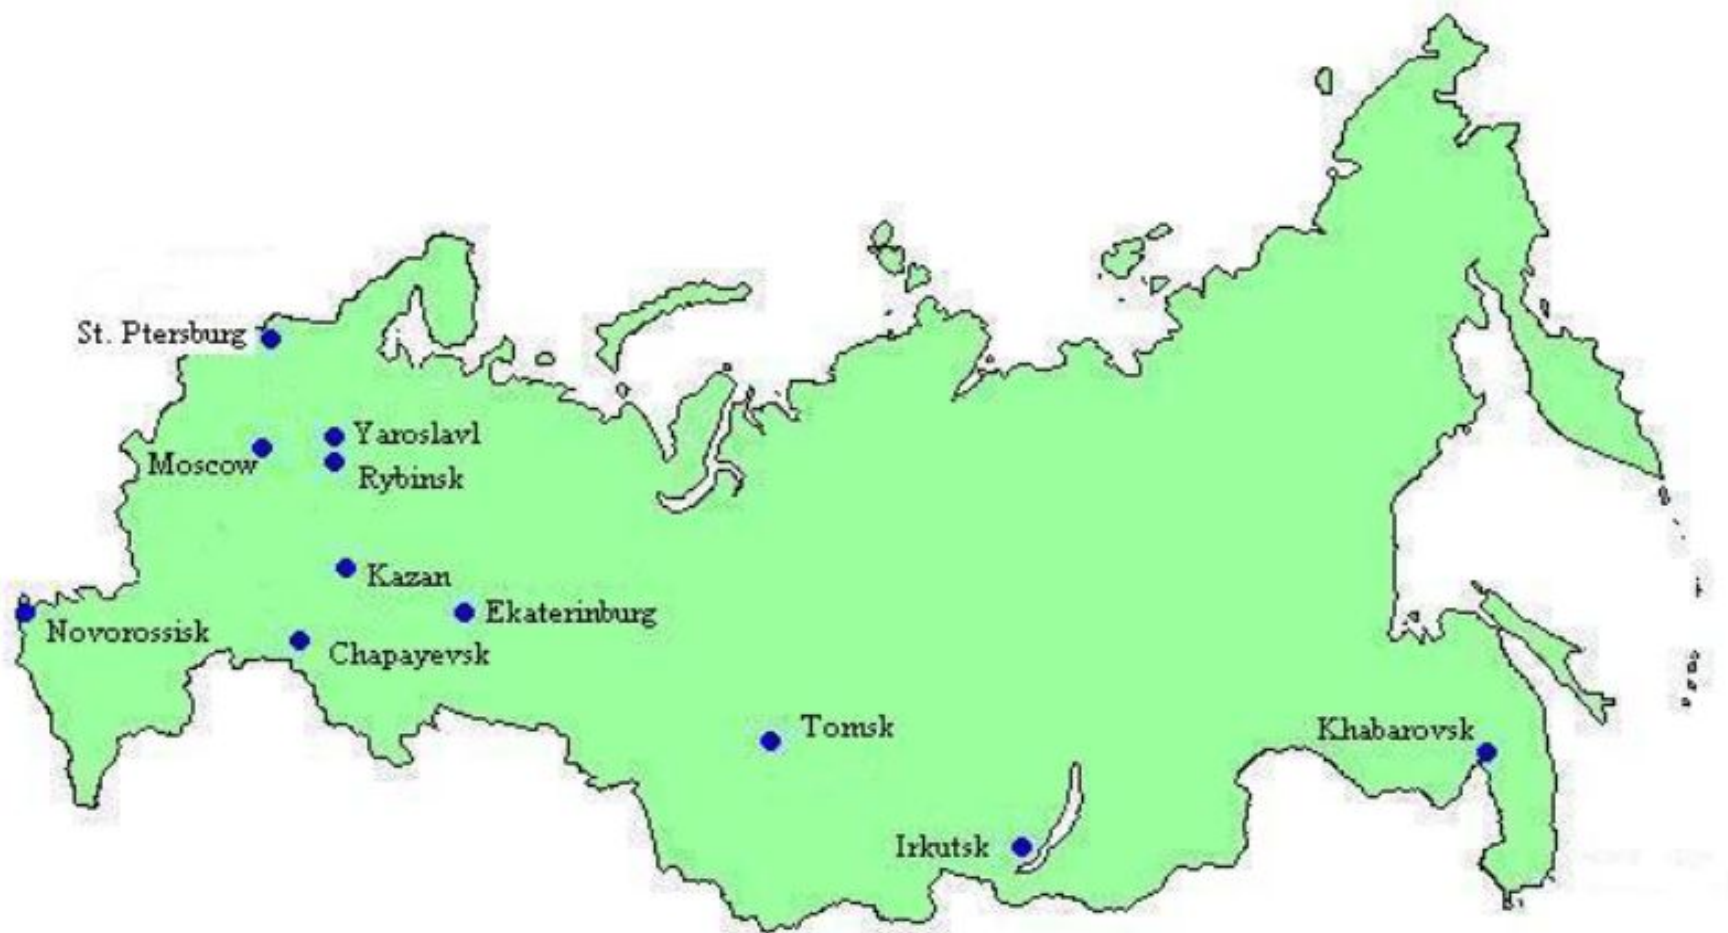 St. Ptersburg
Yaroslavl
Moscow
Rybinsk
Kazan
Ekaterinburg
Novorossisk
Chapayevsk
Tomsk
Khabarovsk
Irkutsk